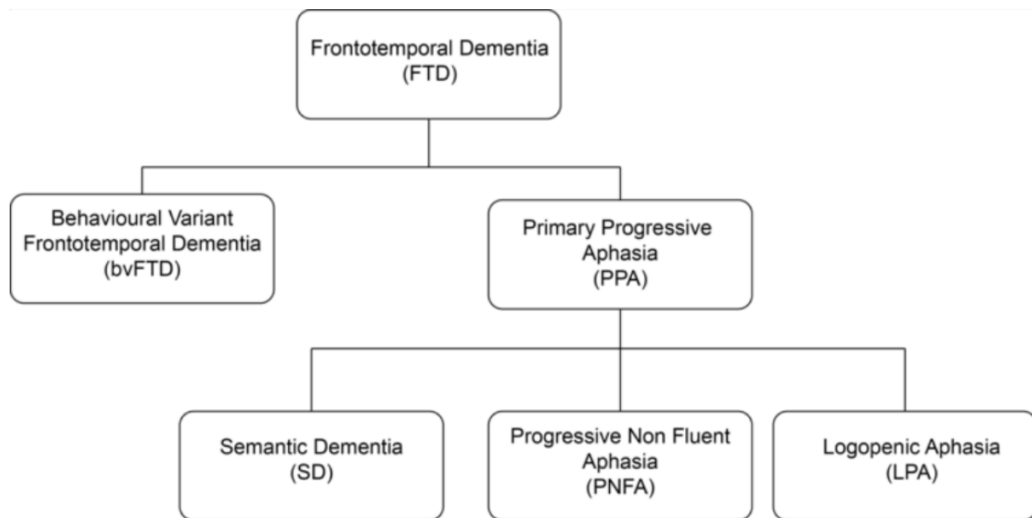 Frontotemporal Dementia
(FTD)
Behavioural Variant
Frontotemporal Dementia
(bvFTD)
Primary Progressive
Aphasia
(PPA)
Semantic Dementia
(SD)
Progressive Non Fluent
Aphasia
(PNFA)
Logopenic Aphasia
(LPA)